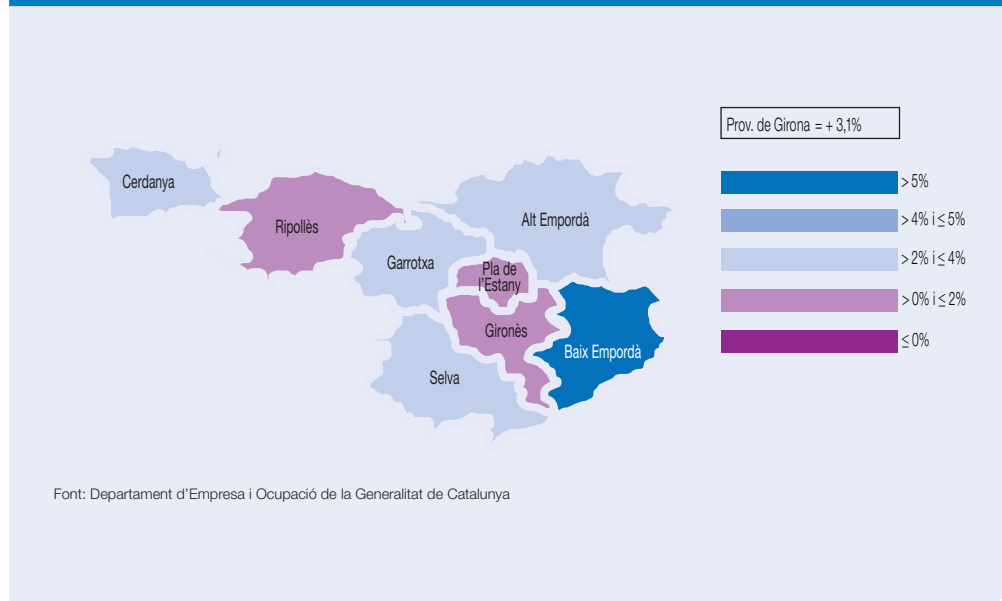 Prov. de Girona = + 3,1%
> 5%
> 4% i ≤ 5%
> 2% i ≤ 4%
> 0% i ≤ 2%
≤ 0%
Cerdanya
Ripollès
Alt Empordà
Garrotxa
Pla de
l'Estany
Gironès
Baix Empordà
Selva
Font: Departament d'Empresa i Ocupació de la Generalitat de Catalunya